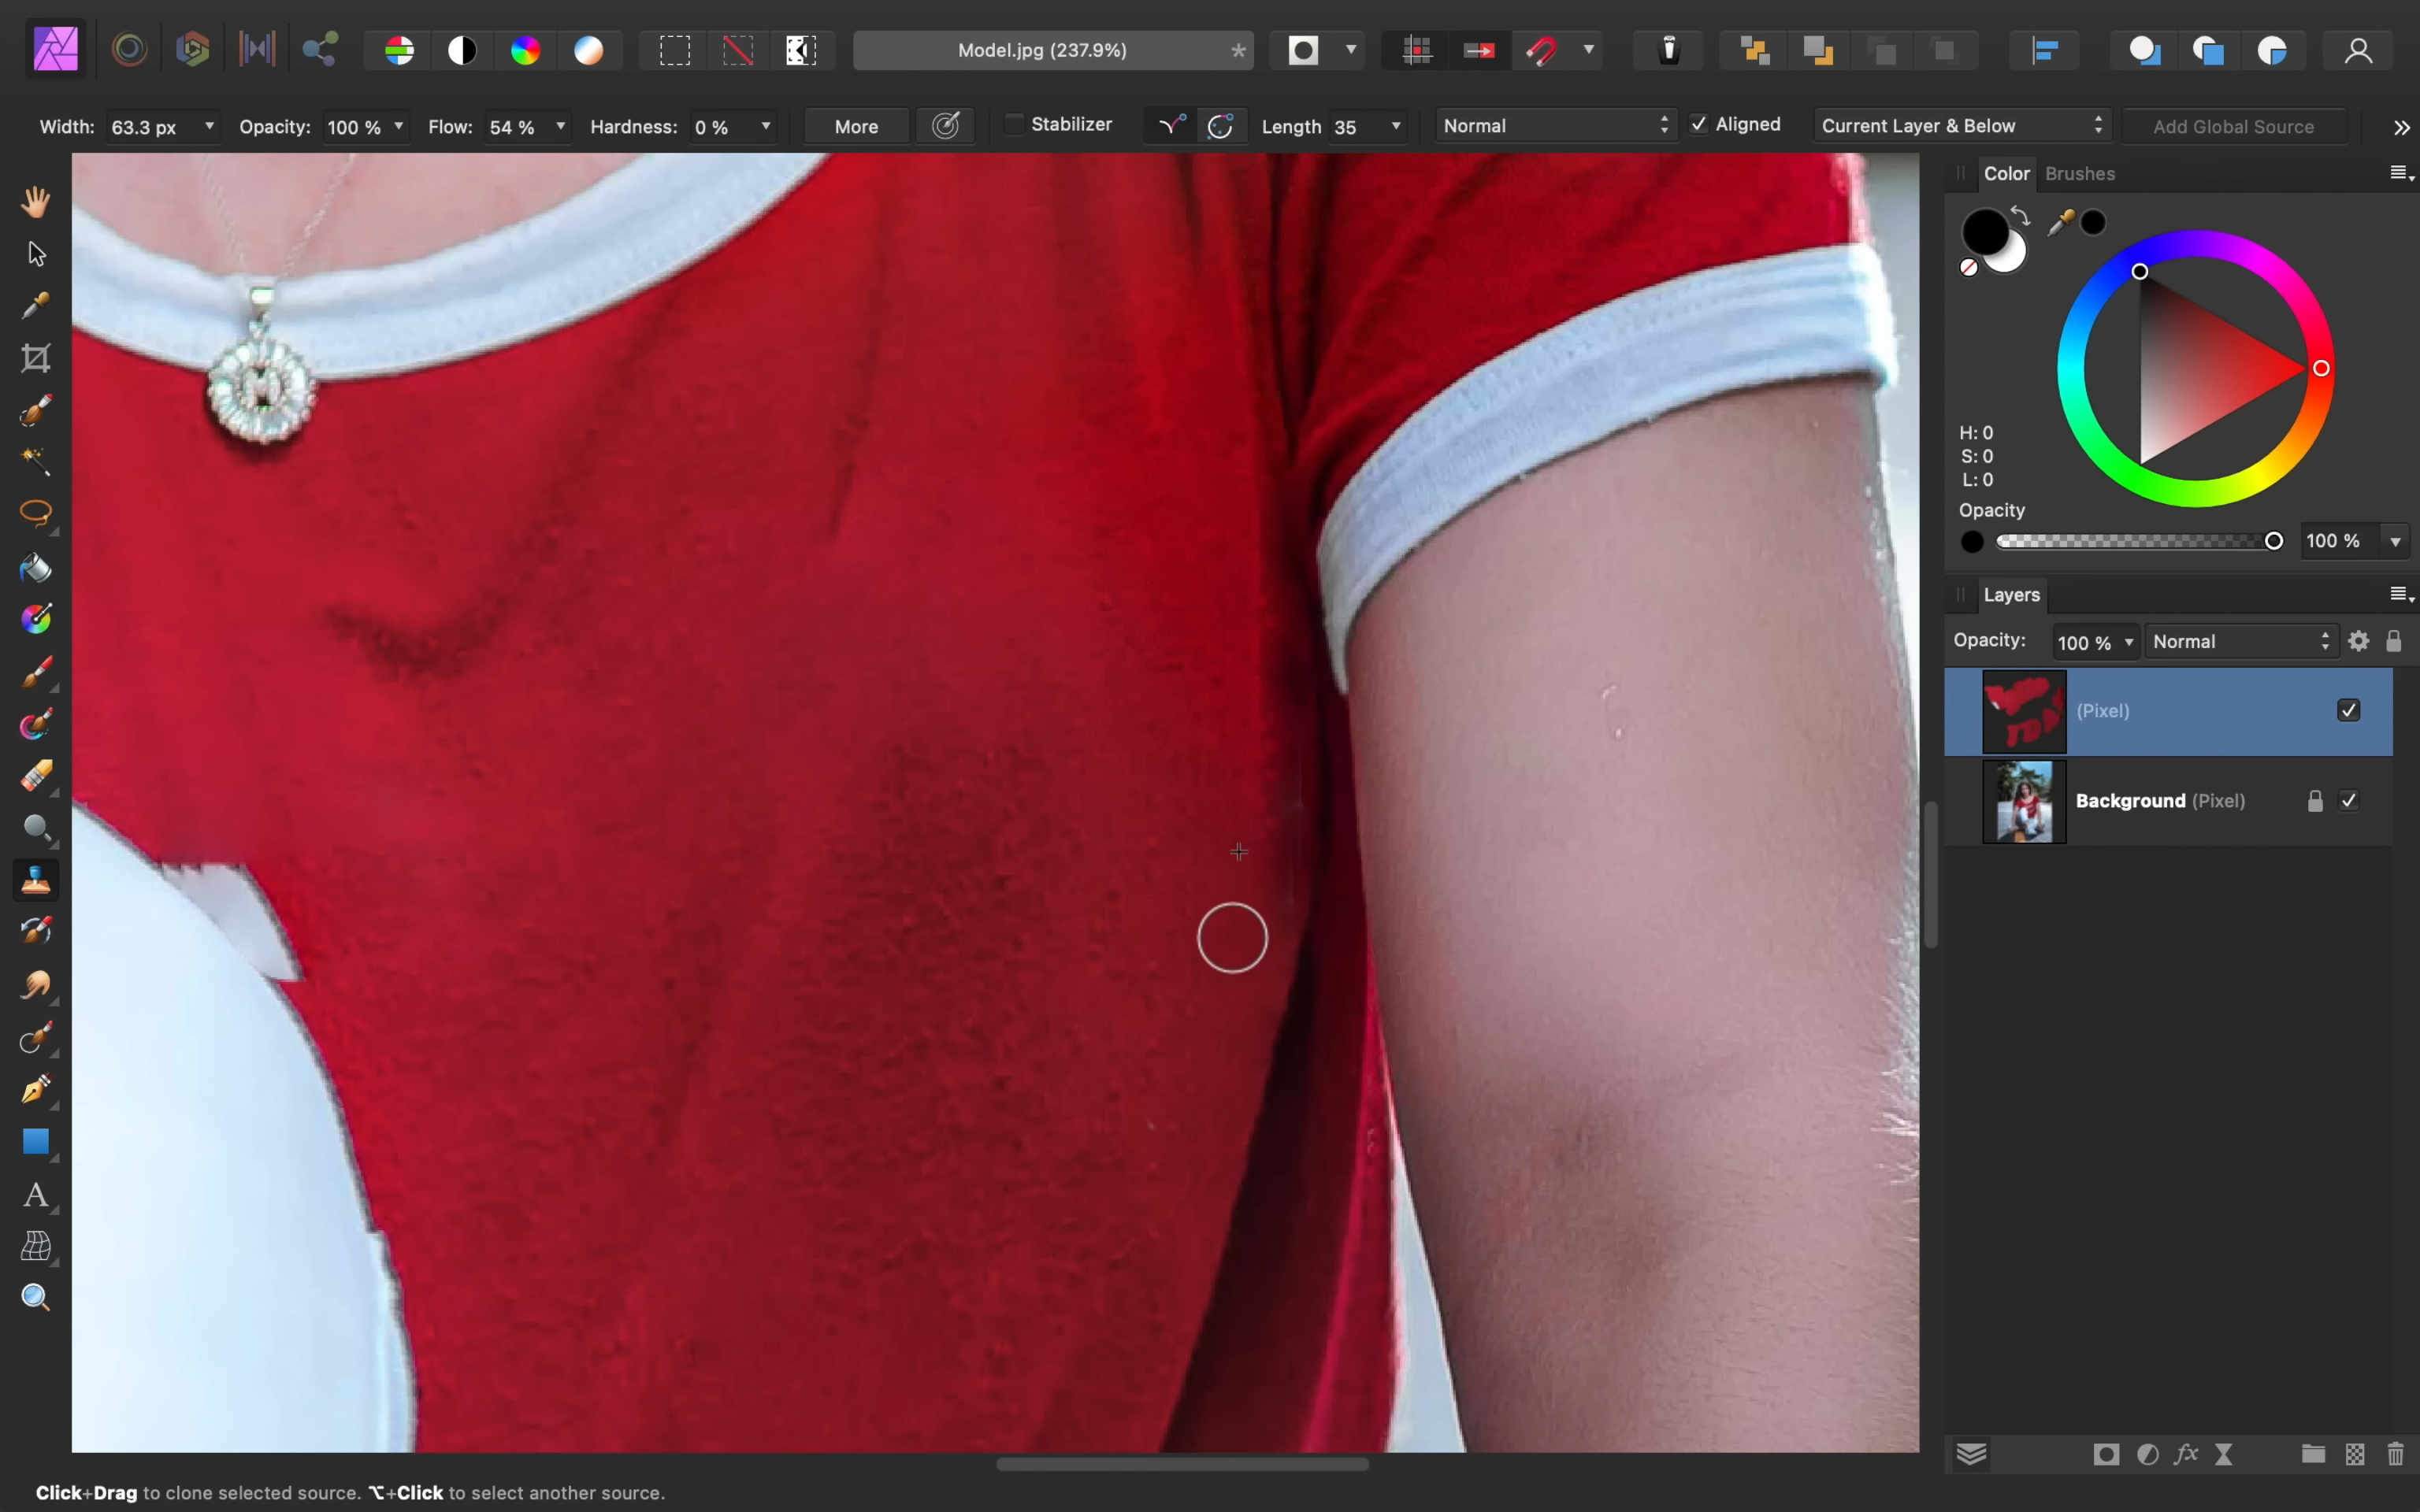 Model.jpg (237.9%)
*
Width: 63.3 px Opacity: 100 % Flow: 54 % Hardness: 0 % More Stabilizer Length 35 Normal Aligned Current Layer & Below Add Global Source
Color Brushes
H: 0
S: 0
L: 0
Opacity
100 %
Layers
Opacity: 100 % Normal
(Pixel)
Background (Pixel)
M
A
fx
Click+Drag to clone selected source. ⌥+Click to select another source.